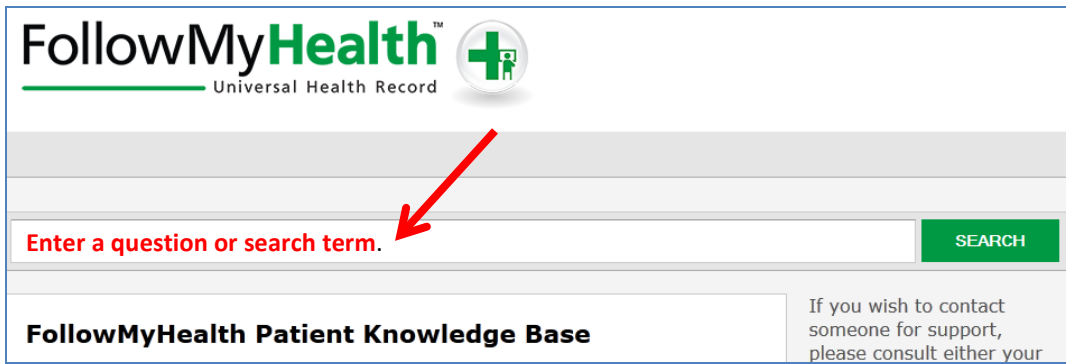 FollowMyHealth™
Universal Health Record
Enter a question or search term.
SEARCH
FollowMyHealth Patient Knowledge Base
If you wish to contact
someone for support,
please consult either your